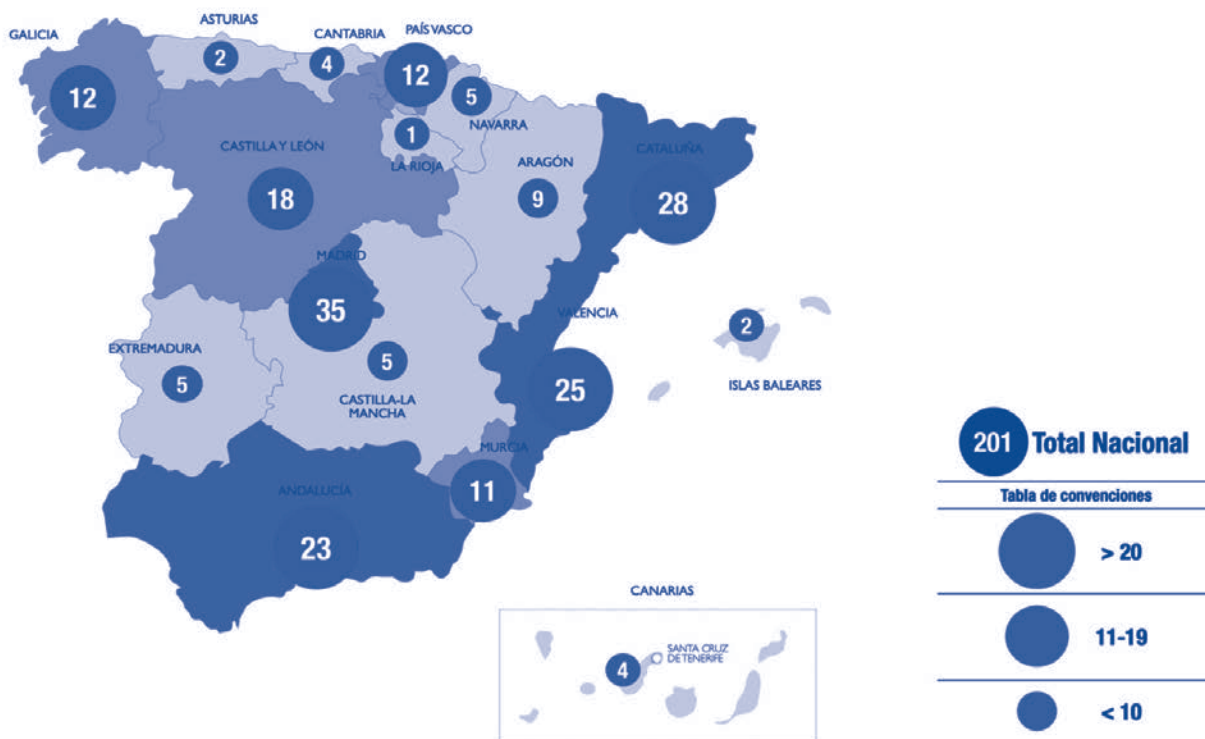 ASTURIAS
2
GALICIA
12
CANTABRIA
4
PAÍS VASCO
12
5
NAVARRA
1
LA RIOJA
CASTILLA Y LEÓN
18
ARAGÓN
9
CATALUÑA
28
MADRID
35
VALENCIA
25
2
ISLAS BALEARES
EXTREMADURA
5
5
CASTILLA-LA
MANCHA
MURCIA
11
ANDALUCÍA
23
CANARIAS
SANTA CRUZ
DE TENERIFE
4
201 Total Nacional
Tabla de convenciones
> 20
11-19
< 10